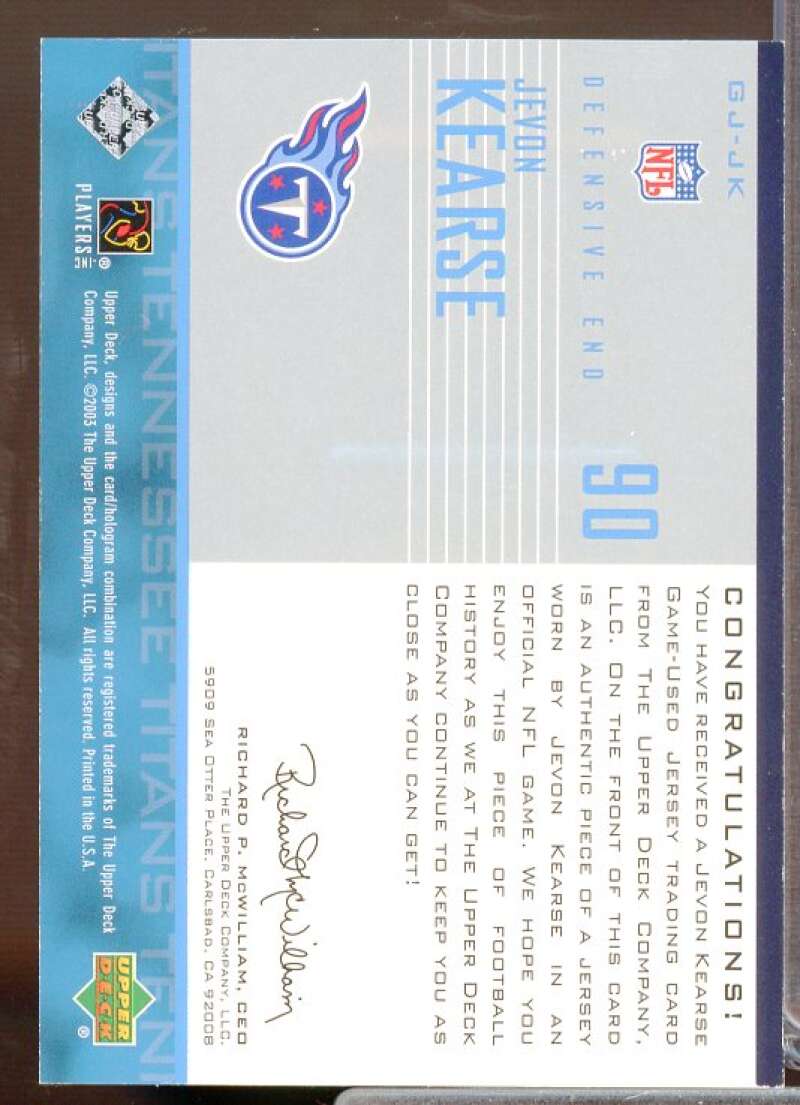 GJ-JK
NFL
DEFENSIVE END
90
JEVON
KEARSE
T
CONGRATULATIONS!
YOU HAVE RECEIVED A JEVON KEARSE
GAME-USED JERSEY TRADING CARD
FROM THE UPPER DECK COMPANY,
LLC. ON THE FRONT OF THIS CARD
IS AN AUTHENTIC PIECE OF A JERSEY
WORN BY JEVON KEARSE IN AN
OFFICIAL NFL GAME. WE HOPE YOU
ENJOY THIS PIECE OF FOOTBALL
HISTORY AS WE AT THE UPPER DECK
COMPANY CONTINUE TO KEEP YOU AS
CLOSE AS YOU CAN GET!
Richard P. McWilliam
RICHARD P. MCWILLIAM, CEO
THE UPPER DECK COMPANY, LLC.
5909 SEA OTTER PLACE, CARLSBAD, CA 92008
TANS TENNESSEE TITANS TENN
PLAYERS INC ®
Upper Deck, designs and the card/hologram combination are registered trademarks of The Upper Deck
Company, LLC. ©2003 The Upper Deck Company, LLC. All rights reserved. Printed in the U.S.A.
UPPER
DECK ®